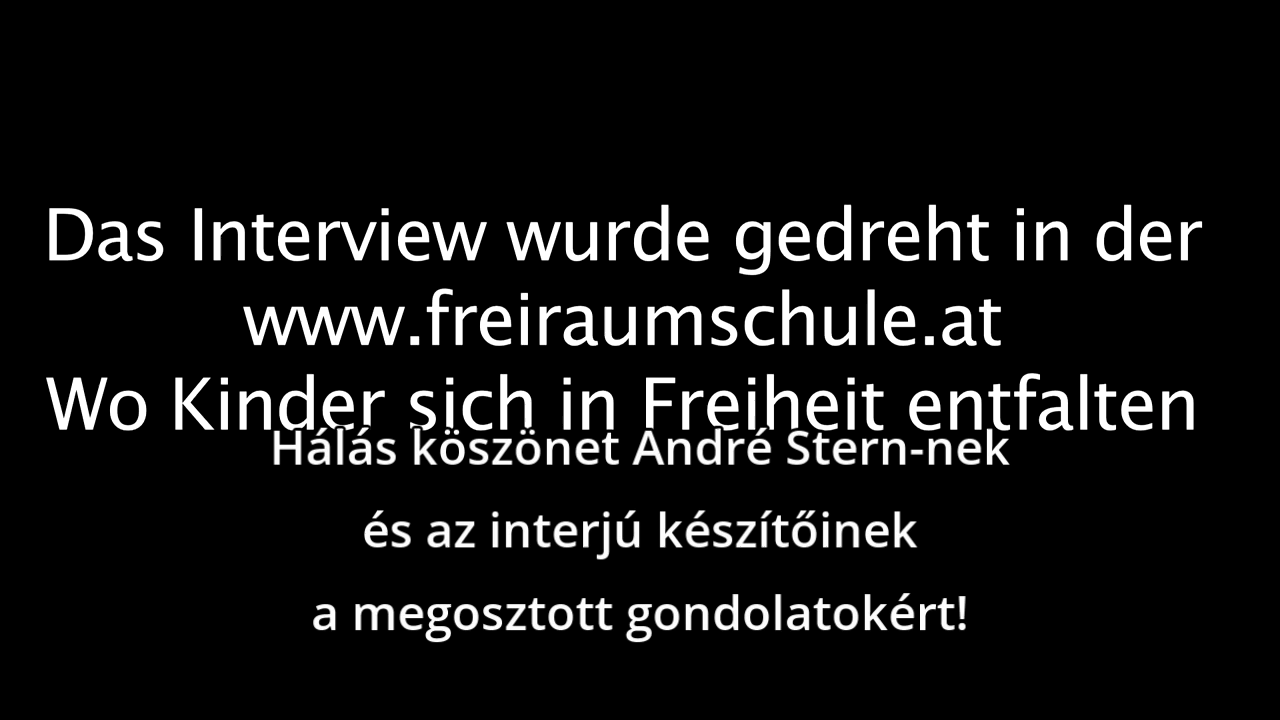 Das Interview wurde gedreht in der
www.freiraumschule.at
Wo Kinder sich in Freiheit entfalten
Hálás köszönet André Stern-nek
és az interjú készítőinek
a megosztott gondolatokért!